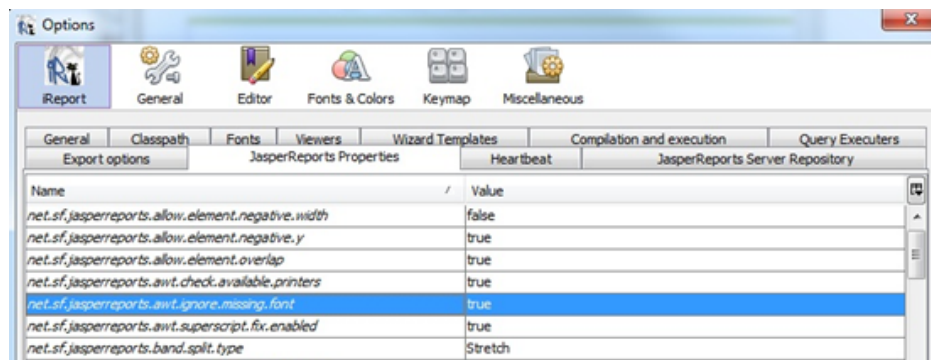 Options
iReport General Editor Fonts & Colors Keymap Miscellaneous
General Classpath Fonts Viewers Wizard Templates Compilation and execution Query Executers
Export options JasperReports Properties Heartbeat JasperReports Server Repository
Name / Value
net.sf.jasperreports.allow.element.negative.width false
net.sf.jasperreports.allow.element.negative.y true
net.sf.jasperreports.allow.element.overlap true
net.sf.jasperreports.awt.check.available.printers true
net.sf.jasperreports.awt.ignore.missing.font true
net.sf.jasperreports.awt.superscript.fix.enabled true
net.sf.jasperreports.band.split.type Stretch